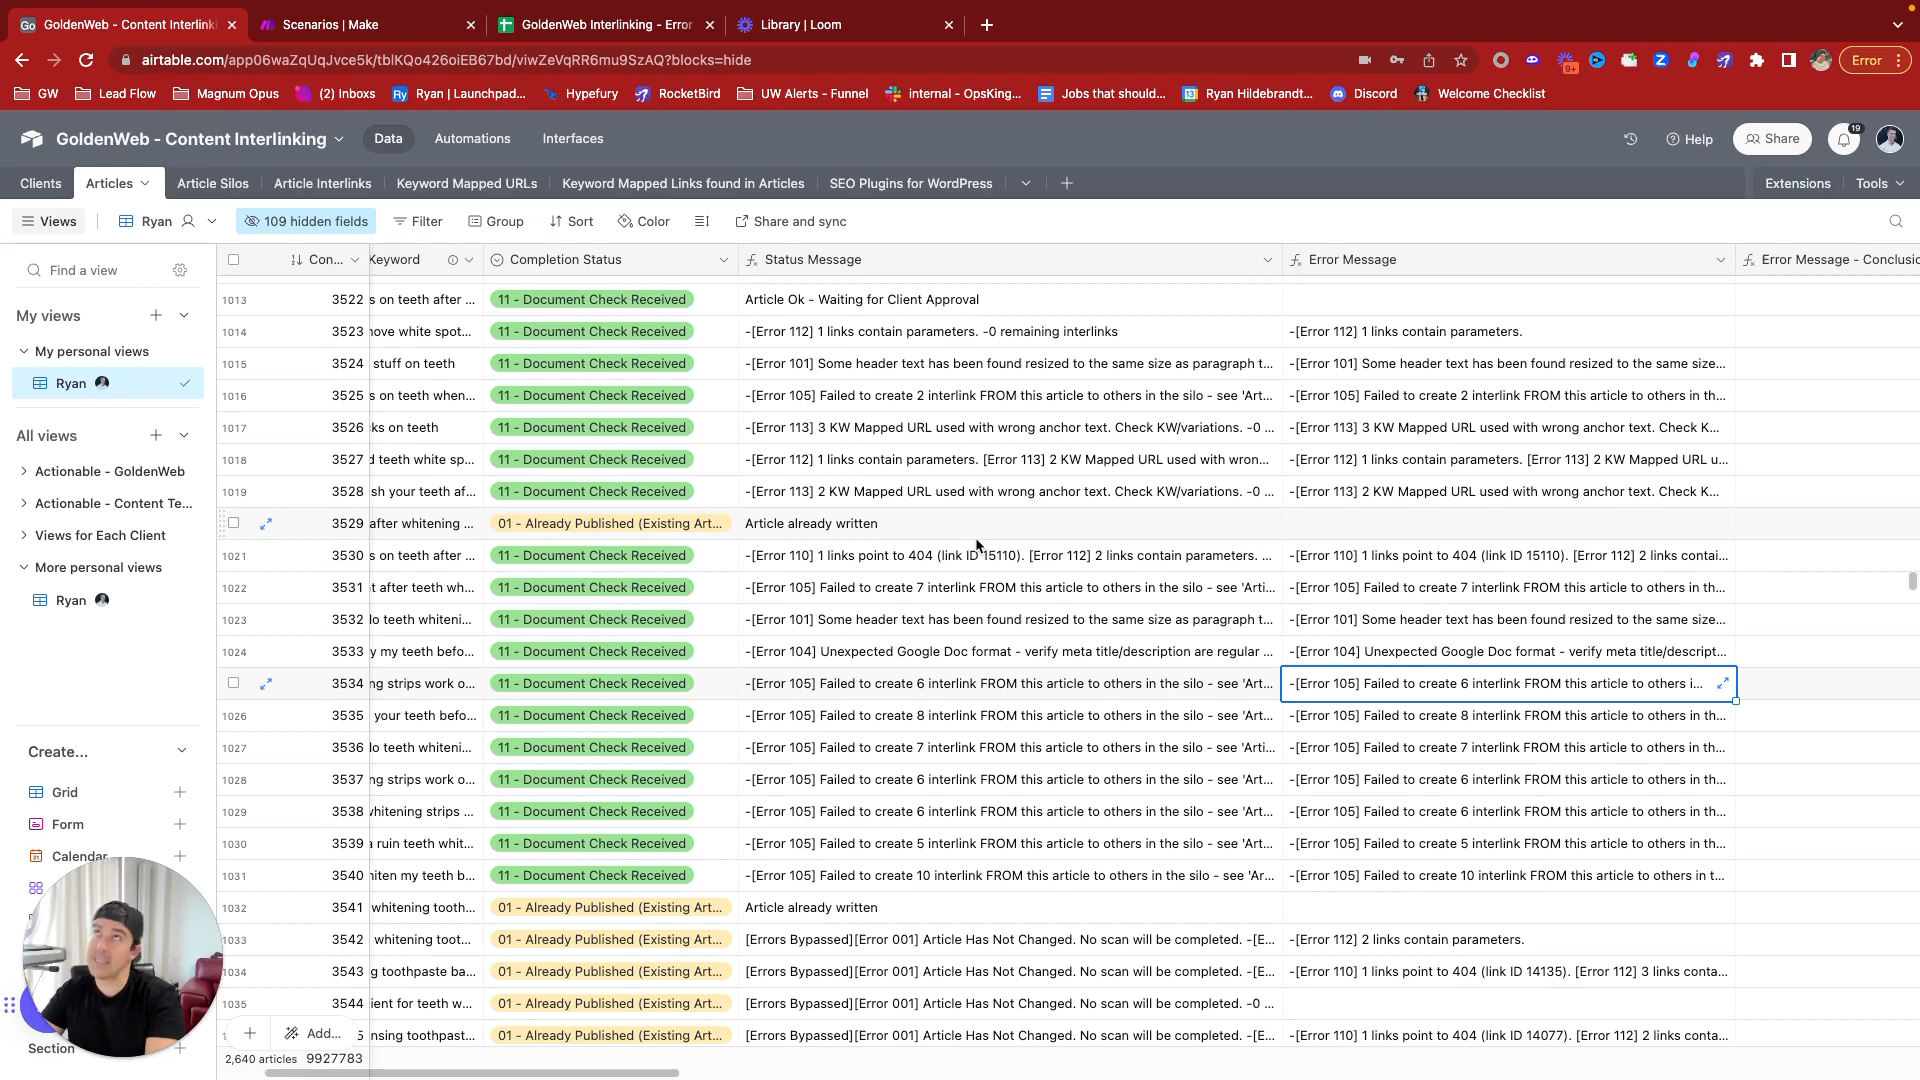 GoldenWeb - Content Interlink
Scenarios | Make
GoldenWeb Interlinking - Error
Library | Loom
airtable.com/app06waZqUqJvce5k/tblKQo426oiEB67bd/viwZeVqRR6mu9SzAQ?blocks=hide
Error
GW
Lead Flow
Magnum Opus
(2) Inboxs
Ryan | Launchpad...
Hypefury
RocketBird
UW Alerts - Funnel
internal - OpsKing...
Jobs that should...
Ryan Hildebrandt...
Discord
Welcome Checklist
GoldenWeb - Content Interlinking
Data
Automations
Interfaces
Help
Share
19
Clients
Articles
Article Silos
Article Interlinks
Keyword Mapped URLs
Keyword Mapped Links found in Articles
SEO Plugins for WordPress
Extensions
Tools
Views
Ryan
109 hidden fields
Filter
Group
Sort
Color
Share and sync
Find a view
My views
My personal views
Ryan
All views
Actionable - GoldenWeb
Actionable - Content Te...
Views for Each Client
More personal views
Ryan
Create...
Grid
Form
Calendar
Section
Con... Keyword Completion Status Status Message Error Message Error Message - Conclusio
1013 3522 s on teeth after ... 11 - Document Check Received Article Ok - Waiting for Client Approval
1014 3523 nove white spot... 11 - Document Check Received -[Error 112] 1 links contain parameters. -0 remaining interlinks -[Error 112] 1 links contain parameters.
1015 3524 stuff on teeth 11 - Document Check Received -[Error 101] Some header text has been found resized to the same size as paragraph t... -[Error 101] Some header text has been found resized to the same size...
1016 3525 s on teeth when... 11 - Document Check Received -[Error 105] Failed to create 2 interlink FROM this article to others in the silo - see 'Art... -[Error 105] Failed to create 2 interlink FROM this article to others in th...
1017 3526 ks on teeth 11 - Document Check Received -[Error 113] 3 KW Mapped URL used with wrong anchor text. Check KW/variations. -0 ... -[Error 113] 3 KW Mapped URL used with wrong anchor text. Check K...
1018 3527 d teeth white sp... 11 - Document Check Received -[Error 112] 1 links contain parameters. [Error 113] 2 KW Mapped URL used with wron... -[Error 112] 1 links contain parameters. [Error 113] 2 KW Mapped URL u...
1019 3528 sh your teeth af... 11 - Document Check Received -[Error 113] 2 KW Mapped URL used with wrong anchor text. Check KW/variations. -0 ... -[Error 113] 2 KW Mapped URL used with wrong anchor text. Check K...
3529 after whitening ... 01 - Already Published (Existing Art... Article already written
1021 3530 s on teeth after ... 11 - Document Check Received -[Error 110] 1 links point to 404 (link ID 15110). [Error 112] 2 links contain parameters. ... -[Error 110] 1 links point to 404 (link ID 15110). [Error 112] 2 links contai...
1022 3531 t after teeth wh... 11 - Document Check Received -[Error 105] Failed to create 7 interlink FROM this article to others in the silo - see 'Arti... -[Error 105] Failed to create 7 interlink FROM this article to others in th...
1023 3532 lo teeth whiteni... 11 - Document Check Received -[Error 101] Some header text has been found resized to the same size as paragraph t... -[Error 101] Some header text has been found resized to the same size...
1024 3533 y my teeth befo... 11 - Document Check Received -[Error 104] Unexpected Google Doc format - verify meta title/description are regular ... -[Error 104] Unexpected Google Doc format - verify meta title/descript...
3534 ng strips work o... 11 - Document Check Received -[Error 105] Failed to create 6 interlink FROM this article to others in the silo - see 'Art... -[Error 105] Failed to create 6 interlink FROM this article to others i...
1026 3535 your teeth befo... 11 - Document Check Received -[Error 105] Failed to create 8 interlink FROM this article to others in the silo - see 'Art... -[Error 105] Failed to create 8 interlink FROM this article to others in th...
1027 3536 lo teeth whiteni... 11 - Document Check Received -[Error 105] Failed to create 7 interlink FROM this article to others in the silo - see 'Arti... -[Error 105] Failed to create 7 interlink FROM this article to others in th...
1028 3537 ng strips work o... 11 - Document Check Received -[Error 105] Failed to create 6 interlink FROM this article to others in the silo - see 'Art... -[Error 105] Failed to create 6 interlink FROM this article to others in th...
1029 3538 whitening strips ... 11 - Document Check Received -[Error 105] Failed to create 6 interlink FROM this article to others in the silo - see 'Art... -[Error 105] Failed to create 6 interlink FROM this article to others in th...
1030 3539 a ruin teeth whit... 11 - Document Check Received -[Error 105] Failed to create 5 interlink FROM this article to others in the silo - see 'Art... -[Error 105] Failed to create 5 interlink FROM this article to others in th...
1031 3540 niten my teeth b... 11 - Document Check Received -[Error 105] Failed to create 10 interlink FROM this article to others in the silo - see 'Ar... -[Error 105] Failed to create 10 interlink FROM this article to others in t...
1032 3541 whitening tooth... 01 - Already Published (Existing Art... Article already written
1033 3542 whitening toot... 01 - Already Published (Existing Art... [Errors Bypassed][Error 001] Article Has Not Changed. No scan will be completed. -[E... -[Error 112] 2 links contain parameters.
1034 3543 g toothpaste ba... 01 - Already Published (Existing Art... [Errors Bypassed][Error 001] Article Has Not Changed. No scan will be completed. -[E... -[Error 110] 1 links point to 404 (link ID 14135). [Error 112] 3 links conta...
1035 3544 ient for teeth w... 01 - Already Published (Existing Art... [Errors Bypassed][Error 001] Article Has Not Changed. No scan will be completed. -0 ...
5 ensing toothpast... 01 - Already Published (Existing Art... [Errors Bypassed][Error 001] Article Has Not Changed. No scan will be completed. -[E... -[Error 110] 1 links point to 404 (link ID 14077). [Error 112] 2 links conta...
Add...
2,640 articles 9927783